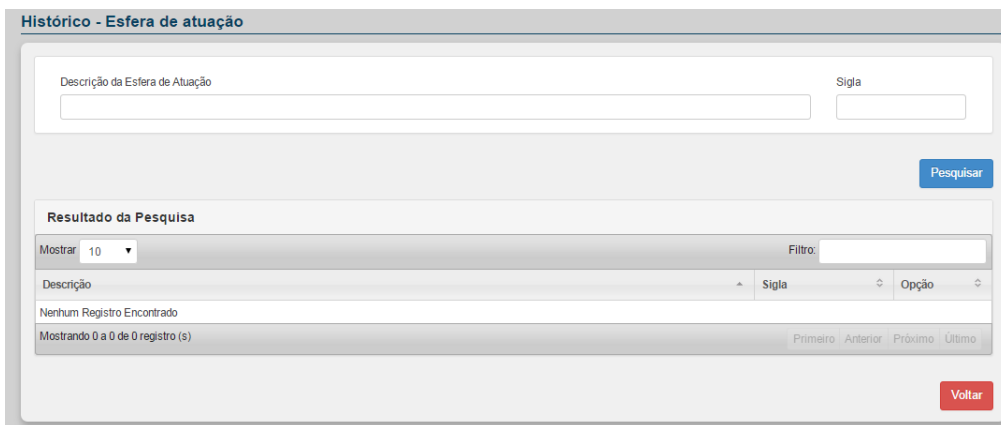 Histórico - Esfera de atuação
Descrição da Esfera de Atuação Sigla
Pesquisar
Resultado da Pesquisa
Mostrar 10 Filtro:
Descrição Sigla Opção
Nenhum Registro Encontrado
Mostrando 0 a 0 de 0 registro (s) Primeiro Anterior Próximo Último
Voltar